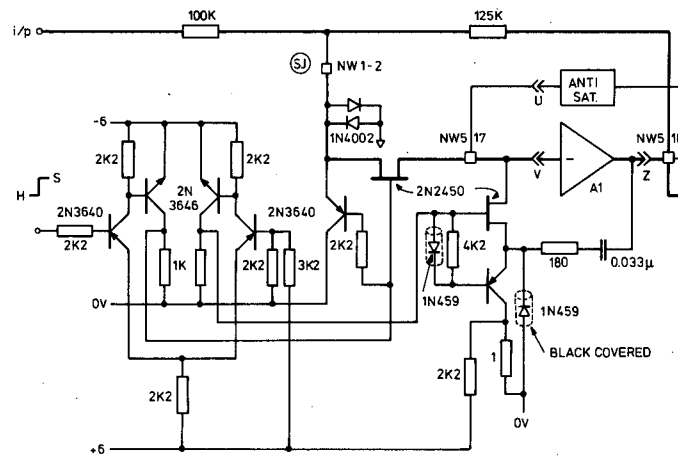 100K
125K
i/p
SJ
NW 1-2
ANTI
SAT.
U
-6
1N4002
NW5
17
NW5
2K2
2K2
S
H
2N
3646
2N2450
V
A1
Z
2N3640
2N3640
2K2
2K2
4K2
180
0.033μ
1K
2K2
3K2
1N459
1N459
0V
BLACK COVERED
2K2
1
2K2
0V
+6